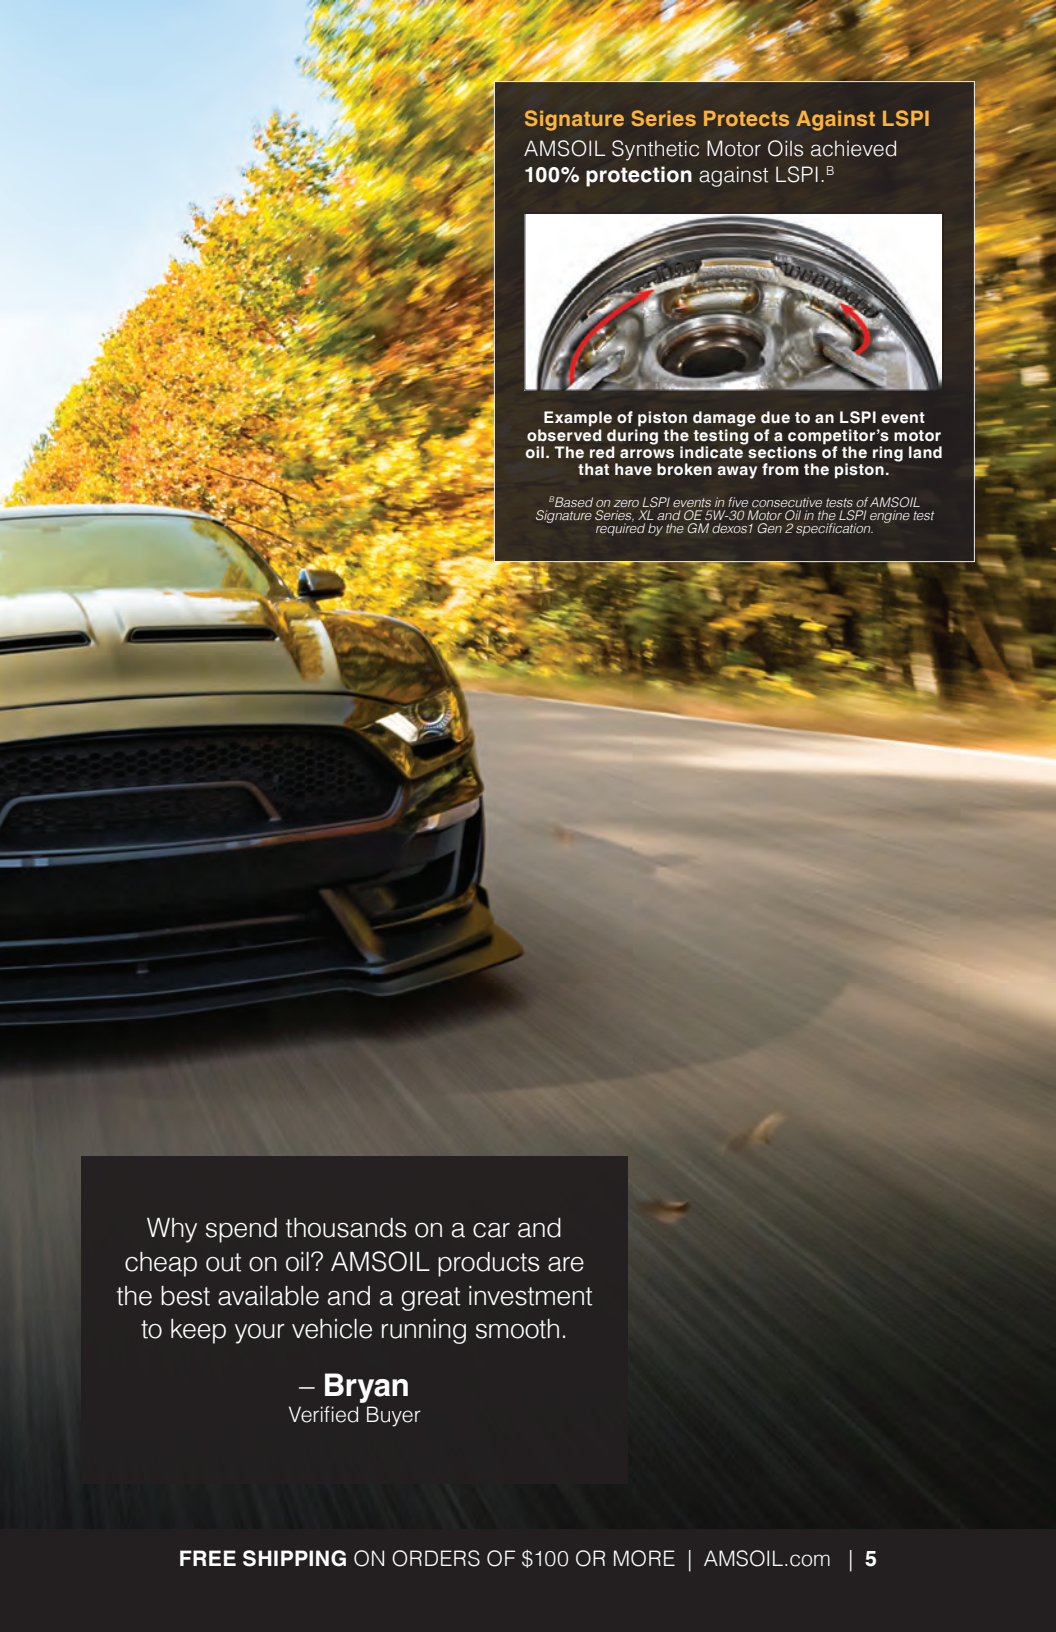 Signature Series Protects Against LSPI
AMSOIL Synthetic Motor Oils achieved
100% protection against LSPI.ᴮ
Example of piston damage due to an LSPI event
observed during the testing of a competitor’s motor
oil. The red arrows indicate sections of the ring land
that have broken away from the piston.
ᴮBased on zero LSPI events in five consecutive tests of AMSOIL
Signature Series, XL and OE 5W-30 Motor Oil in the LSPI engine test
required by the GM dexos1 Gen 2 specification.
Why spend thousands on a car and
cheap out on oil? AMSOIL products are
the best available and a great investment
to keep your vehicle running smooth.
– Bryan
Verified Buyer
FREE SHIPPING ON ORDERS OF $100 OR MORE | AMSOIL.com | 5